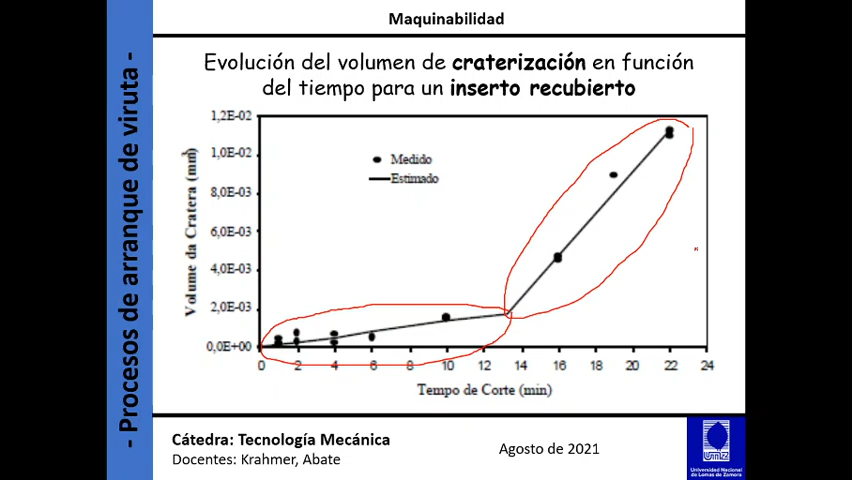 Maquinabilidad
- Procesos de arranque de viruta -
Evolución del volumen de craterización en función
del tiempo para un inserto recubierto
1,2E-02
1,0E-02
8,0E-03
6,0E-03
4,0E-03
2,0E-03
0,0E+00
Volume da Cratera (mm³)
Medido
Estimado
0 2 4 6 8 10 12 14 16 18 20 22 24
Tempo de Corte (min)
Cátedra: Tecnología Mecánica
Docentes: Krahmer, Abate
Agosto de 2021
Universidad Nacional
de Lomas de Zamora